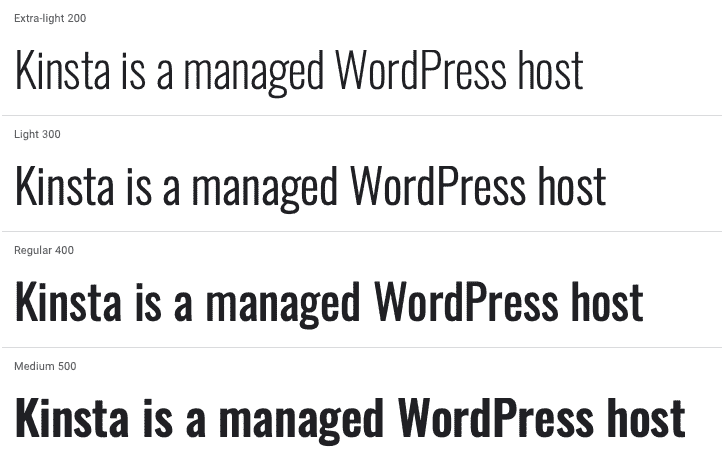 Extra-light 200
Kinsta is a managed WordPress host
Light 300
Kinsta is a managed WordPress host
Regular 400
Kinsta is a managed WordPress host
Medium 500
Kinsta is a managed WordPress host